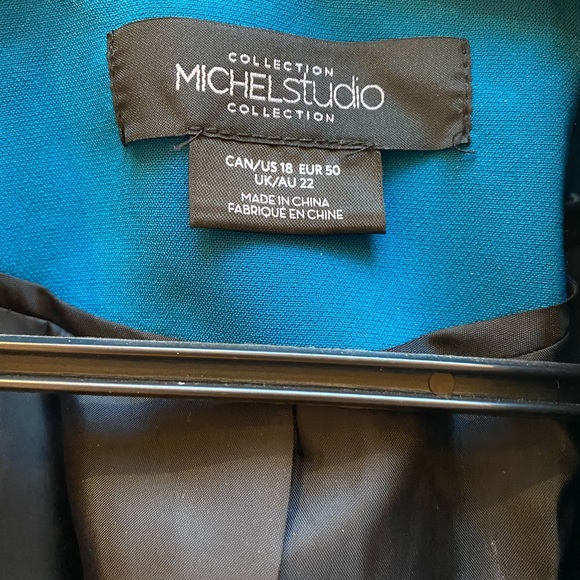 COLLECTION
MICHELstudio
COLLECTION
CAN/US 18 EUR 50
UK/AU 22
MADE IN CHINA
FABRIQUÉ EN CHINE